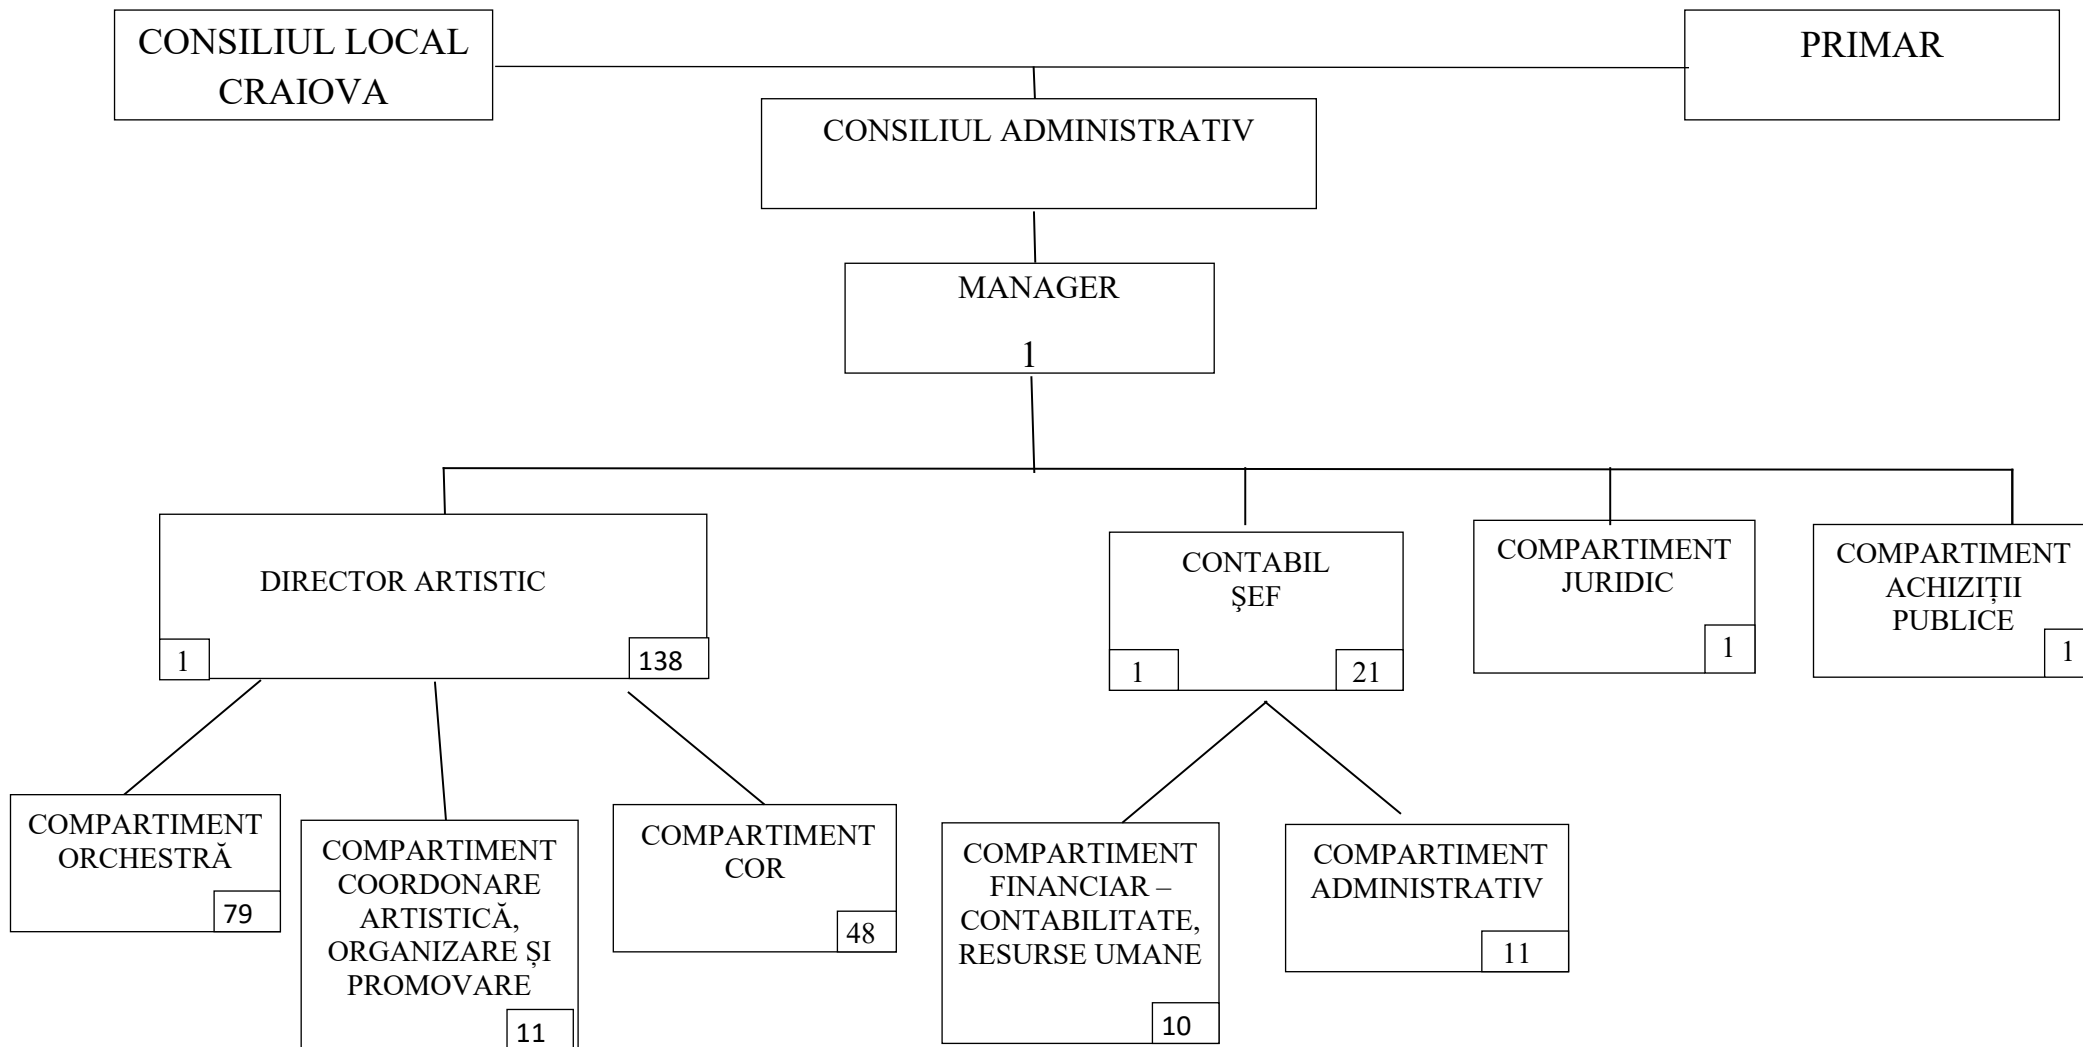 CONSILIUL LOCAL
CRAIOVA
PRIMAR
CONSILIUL ADMINISTRATIV
MANAGER
1
DIRECTOR ARTISTIC
1
138
CONTABIL
ŞEF
1
21
COMPARTIMENT
JURIDIC
1
COMPARTIMENT
ACHIZIȚII
PUBLICE
1
COMPARTIMENT
ORCHESTRĂ
79
COMPARTIMENT
COORDONARE
ARTISTICĂ,
ORGANIZARE ȘI
PROMOVARE
11
COMPARTIMENT
COR
48
COMPARTIMENT
FINANCIAR –
CONTABILITATE,
RESURSE UMANE
10
COMPARTIMENT
ADMINISTRATIV
11